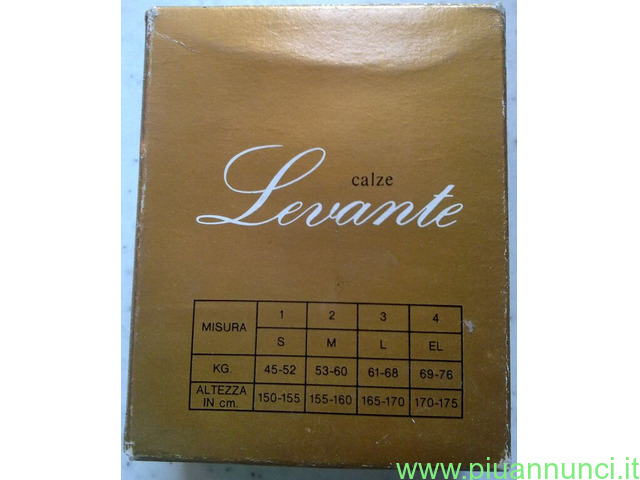 calze
Levante
MISURA 1 2 3 4
S M L EL
KG. 45-52 53-60 61-68 69-76
ALTEZZA IN cm. 150-155 155-160 165-170 170-175
www.piuannunci.it